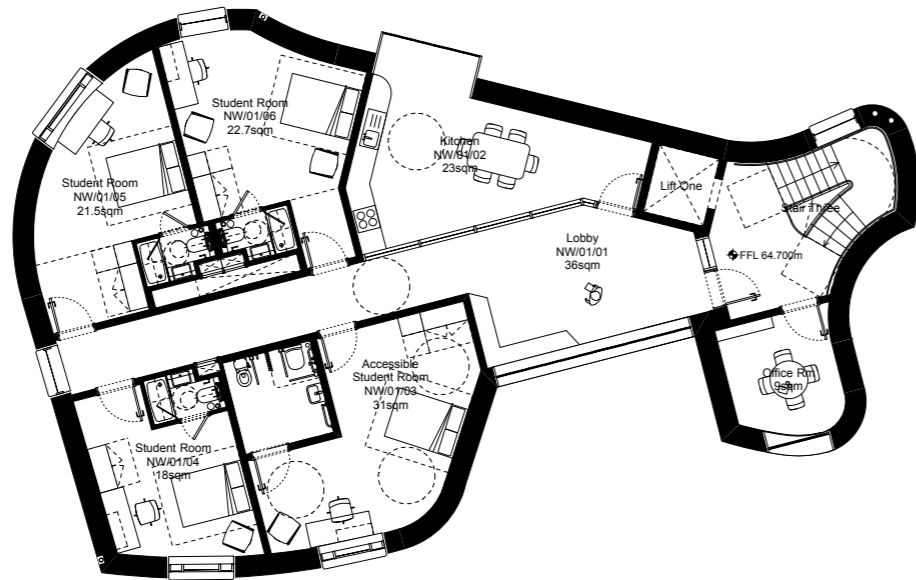 Student Room
NW/01/06
22.7sqm
Student Room
NW/01/05
21.5sqm
Kitchen
NW/01/02
23sqm
Lift One
Stair Three
Lobby
NW/01/01
36sqm
FFL 64.700m
Accessible
Student Room
NW/01/03
31sqm
Office Rm
9sqm
Student Room
NW/01/04
18sqm